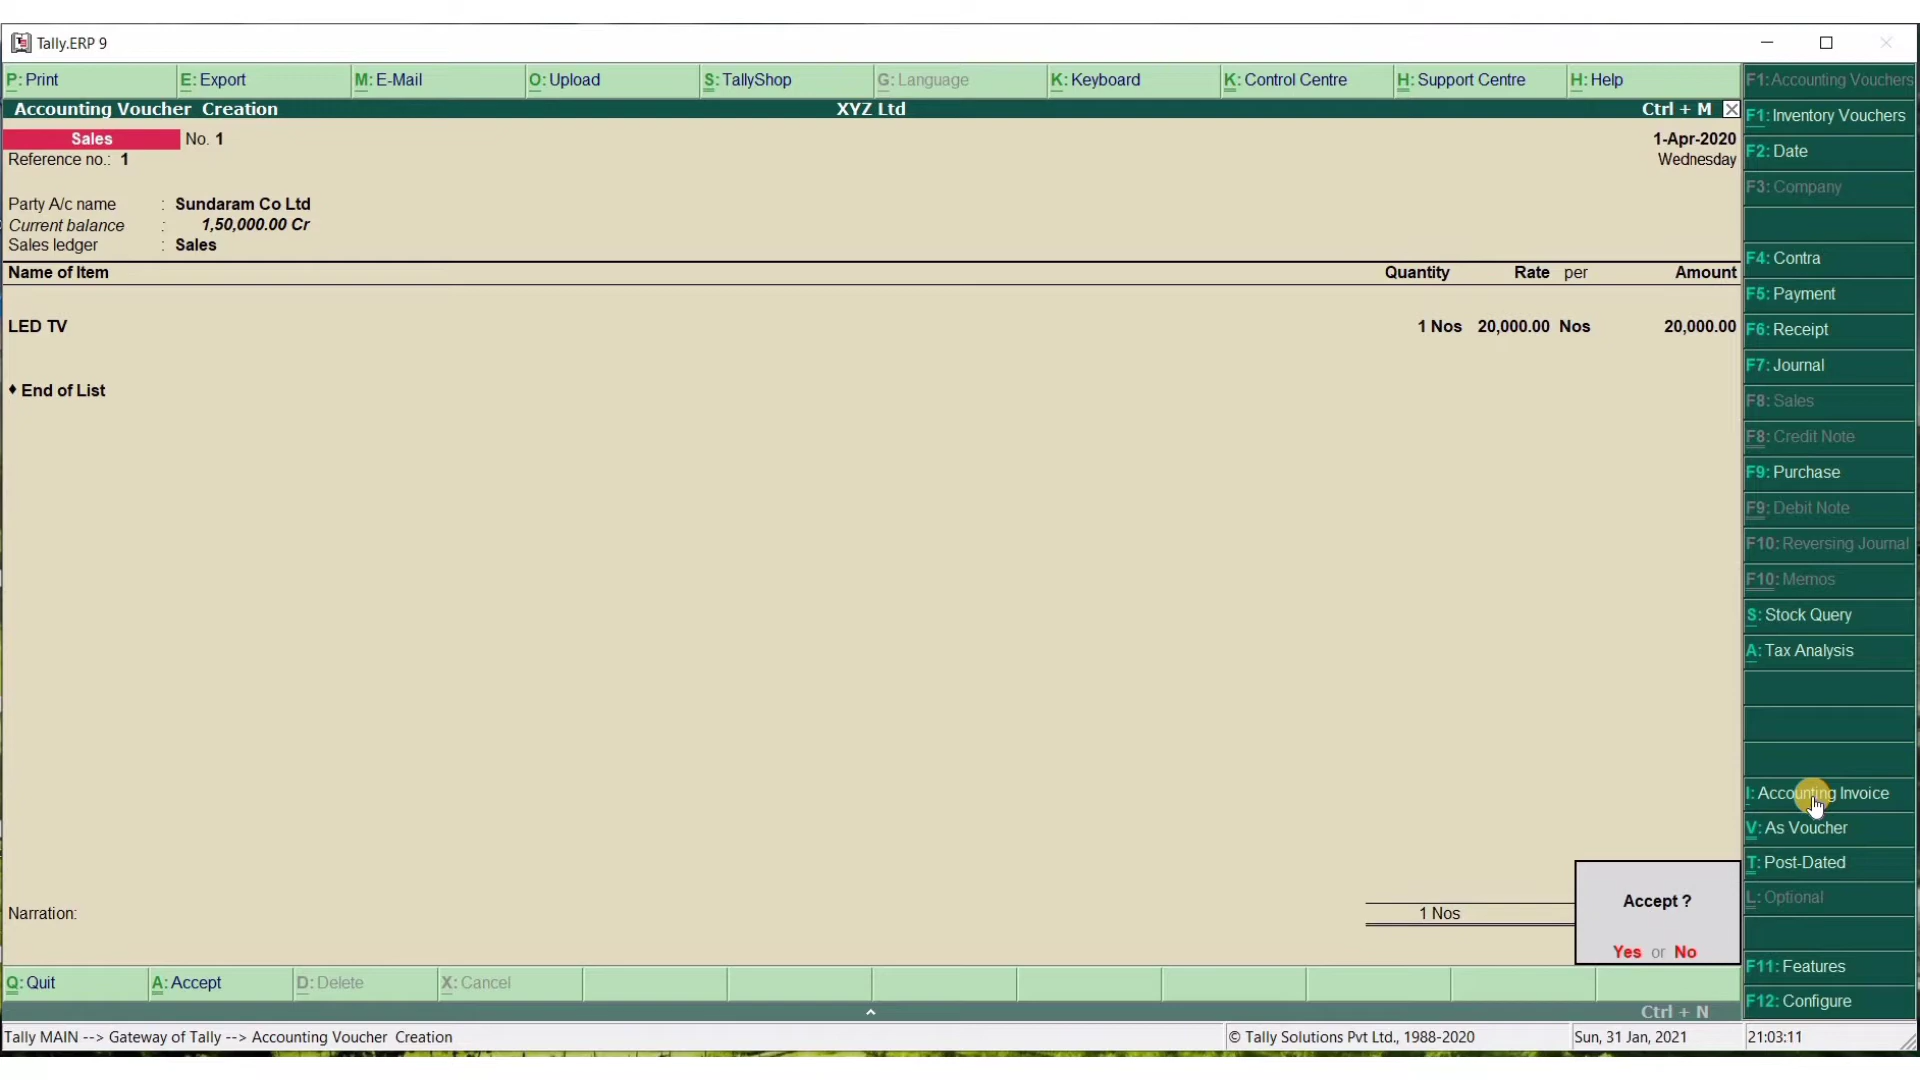 Tally.ERP 9
P: Print E: Export M: E-Mail O: Upload S: TallyShop G: Language K: Keyboard K: Control Centre H: Support Centre H: Help
Accounting Voucher Creation XYZ Ltd Ctrl + M
Sales No. 1 1-Apr-2020
Reference no.: 1 Wednesday
Party A/c name : Sundaram Co Ltd
Current balance : 1,50,000.00 Cr
Sales ledger : Sales
Name of Item Quantity Rate per Amount
LED TV 1 Nos 20,000.00 Nos 20,000.00
♦ End of List
Narration: 1 Nos
Accept ?
Yes or No
F1: Accounting Vouchers
F1: Inventory Vouchers
F2: Date
F3: Company
F4: Contra
F5: Payment
F6: Receipt
F7: Journal
F8: Sales
F8: Credit Note
F9: Purchase
F9: Debit Note
F10: Reversing Journal
F10: Memos
S: Stock Query
A: Tax Analysis
I: Accounting Invoice
V: As Voucher
T: Post-Dated
L: Optional
F11: Features
F12: Configure
Q: Quit A: Accept D: Delete X: Cancel
Ctrl + N
Tally MAIN --> Gateway of Tally --> Accounting Voucher Creation © Tally Solutions Pvt Ltd., 1988-2020 Sun, 31 Jan, 2021 21:03:11